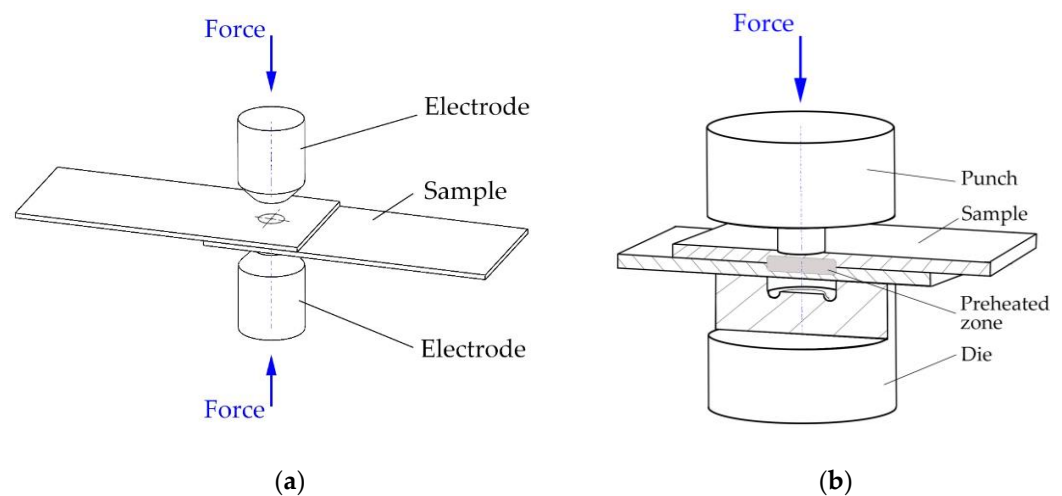 Force
Electrode
Sample
Electrode
Force
(a)
Force
Punch
Sample
Preheated
zone
Die
(b)